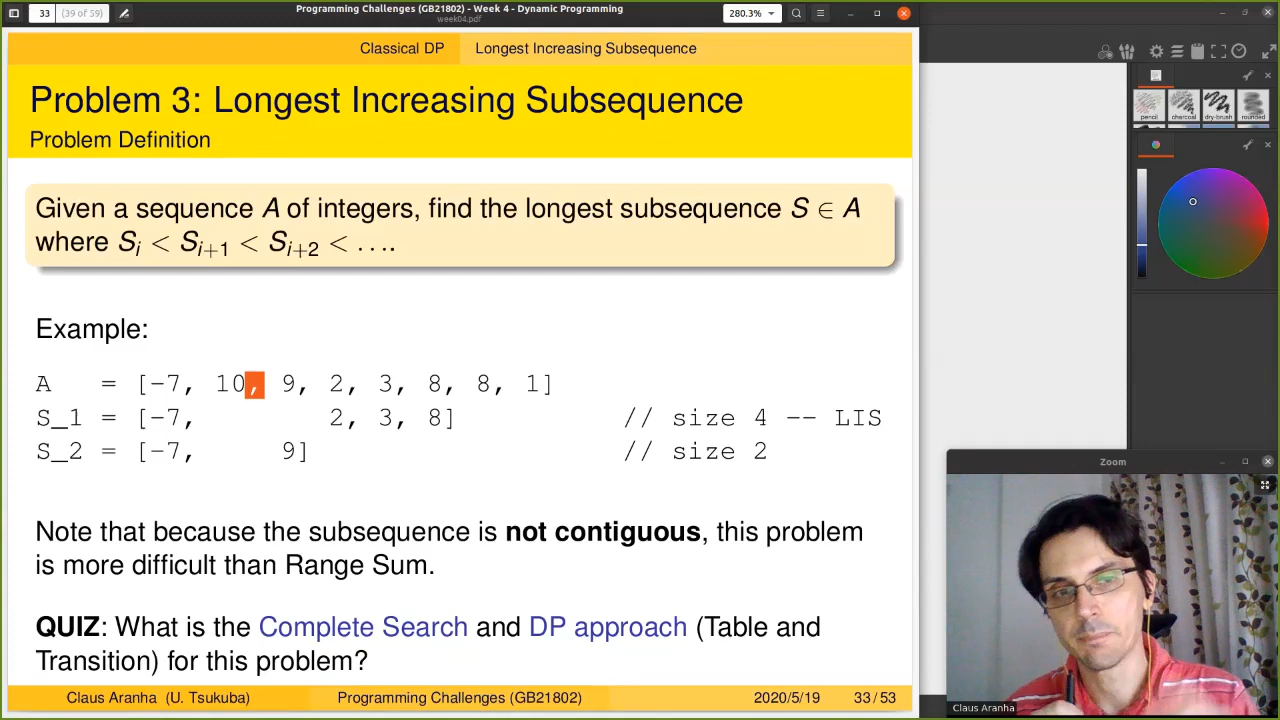 33 (39 of 59)
Programming Challenges (GB21802) - Week 4 - Dynamic Programming
week04.pdf
280.3%
Classical DP Longest Increasing Subsequence
Problem 3: Longest Increasing Subsequence
Problem Definition
Given a sequence A of integers, find the longest subsequence S ∈ A
where Sᵢ < Sᵢ₊₁ < Sᵢ₊₂ < ….
Example:
A = [-7, 10, 9, 2, 3, 8, 8, 1]
S_1 = [-7, 2, 3, 8] // size 4 -- LIS
S_2 = [-7, 9] // size 2
Note that because the subsequence is not contiguous, this problem
is more difficult than Range Sum.
QUIZ: What is the Complete Search and DP approach (Table and
Transition) for this problem?
Claus Aranha (U. Tsukuba) Programming Challenges (GB21802) 2020/5/19 33 / 53
pencil charcoal dry-brush rounded
Zoom
Claus Aranha